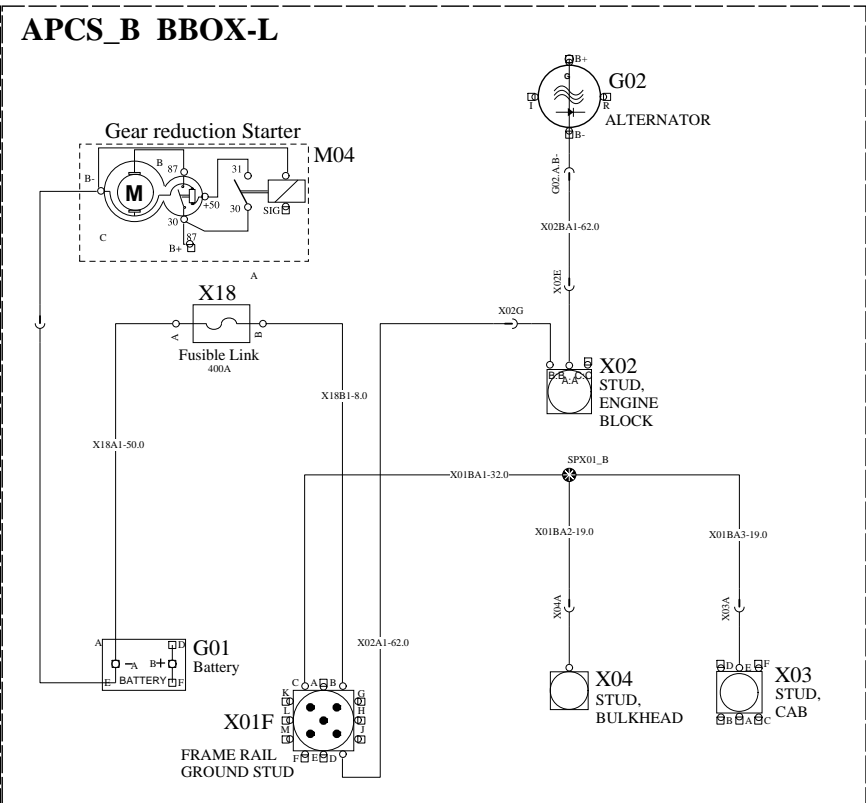 APCS_B BBOX-L
B+
G
G02
I
R
ALTERNATOR
B-
Gear reduction Starter
M04
B-
B
87
31
M
+50
30
SIG
30
87
B+
C
A
G02.A.B-
X02BA1-62.0
X02E
X18
A
B
Fusible Link
400A
X02G
B:B
A:A
C:C
X02
STUD,
ENGINE
BLOCK
X18B1-8.0
X18A1-50.0
SPX01_B
X01BA1-32.0
X01BA2-19.0
X01BA3-19.0
X04A
X03A
X02A1-62.0
A
D
G01
Battery
A
B
E
BATTERY
F
C
A
B
K
G
L
H
M
J
F
E
D
X01F
FRAME RAIL
GROUND STUD
X04
STUD,
BULKHEAD
D
E
F
X03
STUD,
CAB
B
A
C